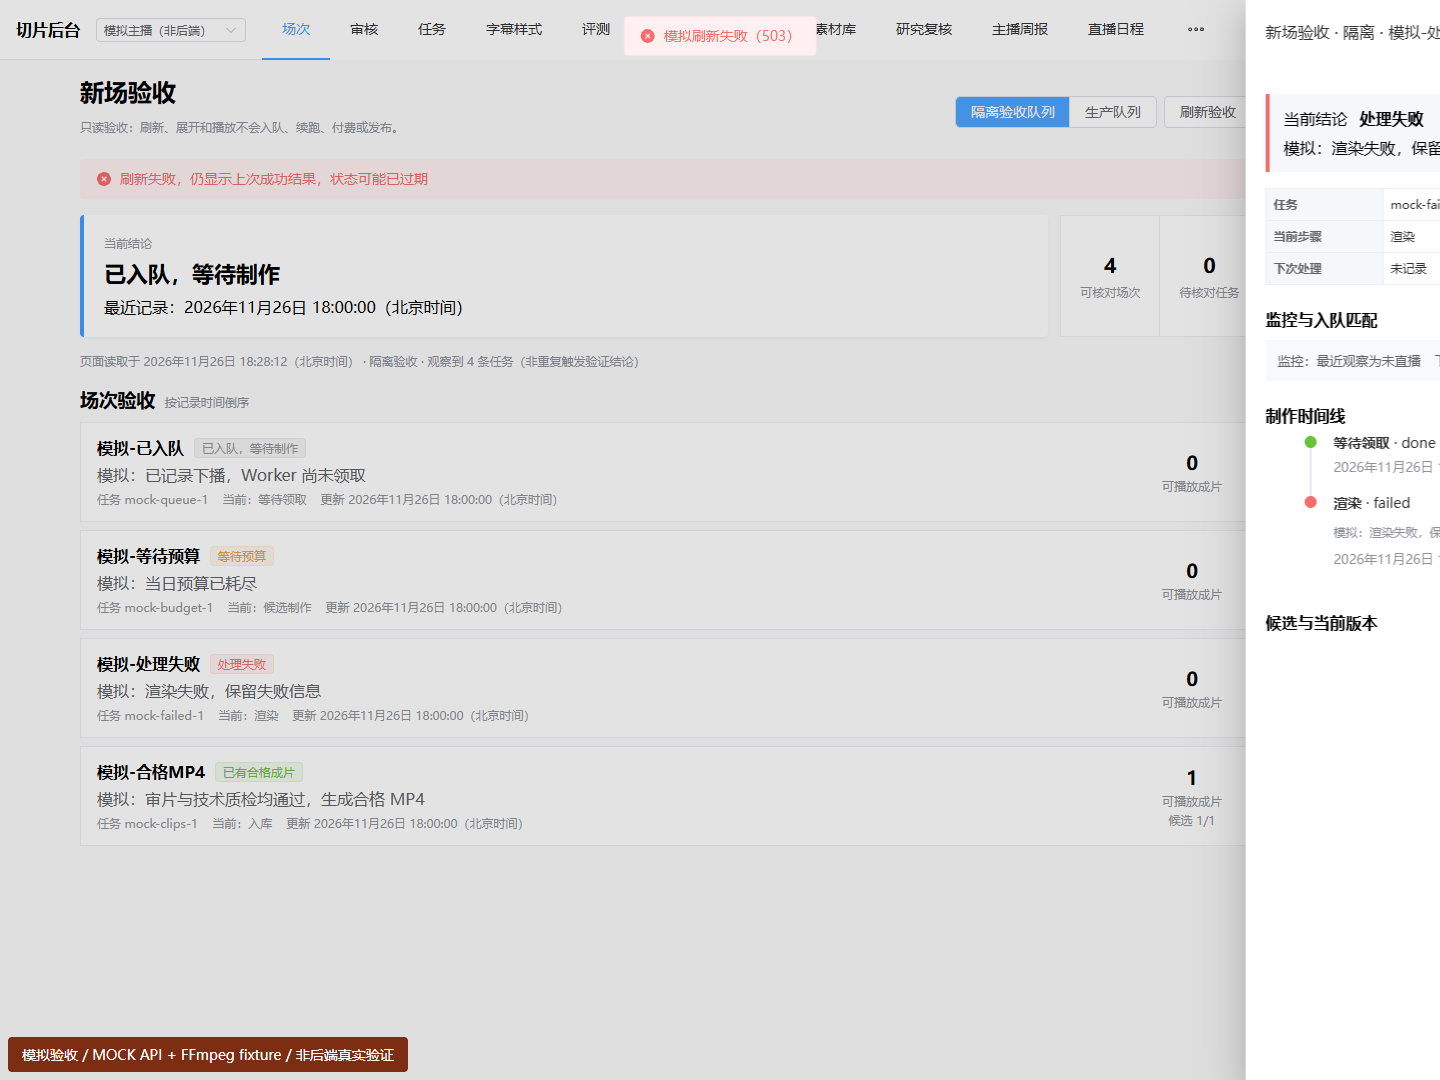 切片后台
模拟主播（非后端）
场次 审核 任务 字幕样式 评测 素材库 研究复核 主播周报 直播日程
模拟刷新失败（503）
新场验收
只读验收：刷新、展开和播放不会入队、续跑、付费或发布。
隔离验收队列 生产队列 刷新验收
刷新失败，仍显示上次成功结果，状态可能已过期
当前结论
已入队，等待制作
最近记录：2026年11月26日 18:00:00（北京时间）
4
可核对场次
0
待核对任务
页面读取于 2026年11月26日 18:28:12（北京时间） · 隔离验收 · 观察到 4 条任务（非重复触发验证结论）
场次验收 按记录时间倒序
模拟-已入队 已入队，等待制作
模拟：已记录下播，Worker 尚未领取
任务 mock-queue-1 当前：等待领取 更新 2026年11月26日 18:00:00（北京时间）
0
可播放成片
模拟-等待预算 等待预算
模拟：当日预算已耗尽
任务 mock-budget-1 当前：候选制作 更新 2026年11月26日 18:00:00（北京时间）
0
可播放成片
模拟-处理失败 处理失败
模拟：渲染失败，保留失败信息
任务 mock-failed-1 当前：渲染 更新 2026年11月26日 18:00:00（北京时间）
0
可播放成片
模拟-合格MP4 已有合格成片
模拟：审片与技术质检均通过，生成合格 MP4
任务 mock-clips-1 当前：入库 更新 2026年11月26日 18:00:00（北京时间）
1
可播放成片
候选 1/1
模拟验收 / MOCK API + FFmpeg fixture / 非后端真实验证
新场验收 · 隔离 · 模拟-处
当前结论 处理失败
模拟：渲染失败，保留
任务 mock-fai
当前步骤 渲染
下次处理 未记录
监控与入队匹配
监控：最近观察为未直播 下
制作时间线
等待领取 · done
2026年11月26日
渲染 · failed
模拟：渲染失败，保
2026年11月26日
候选与当前版本